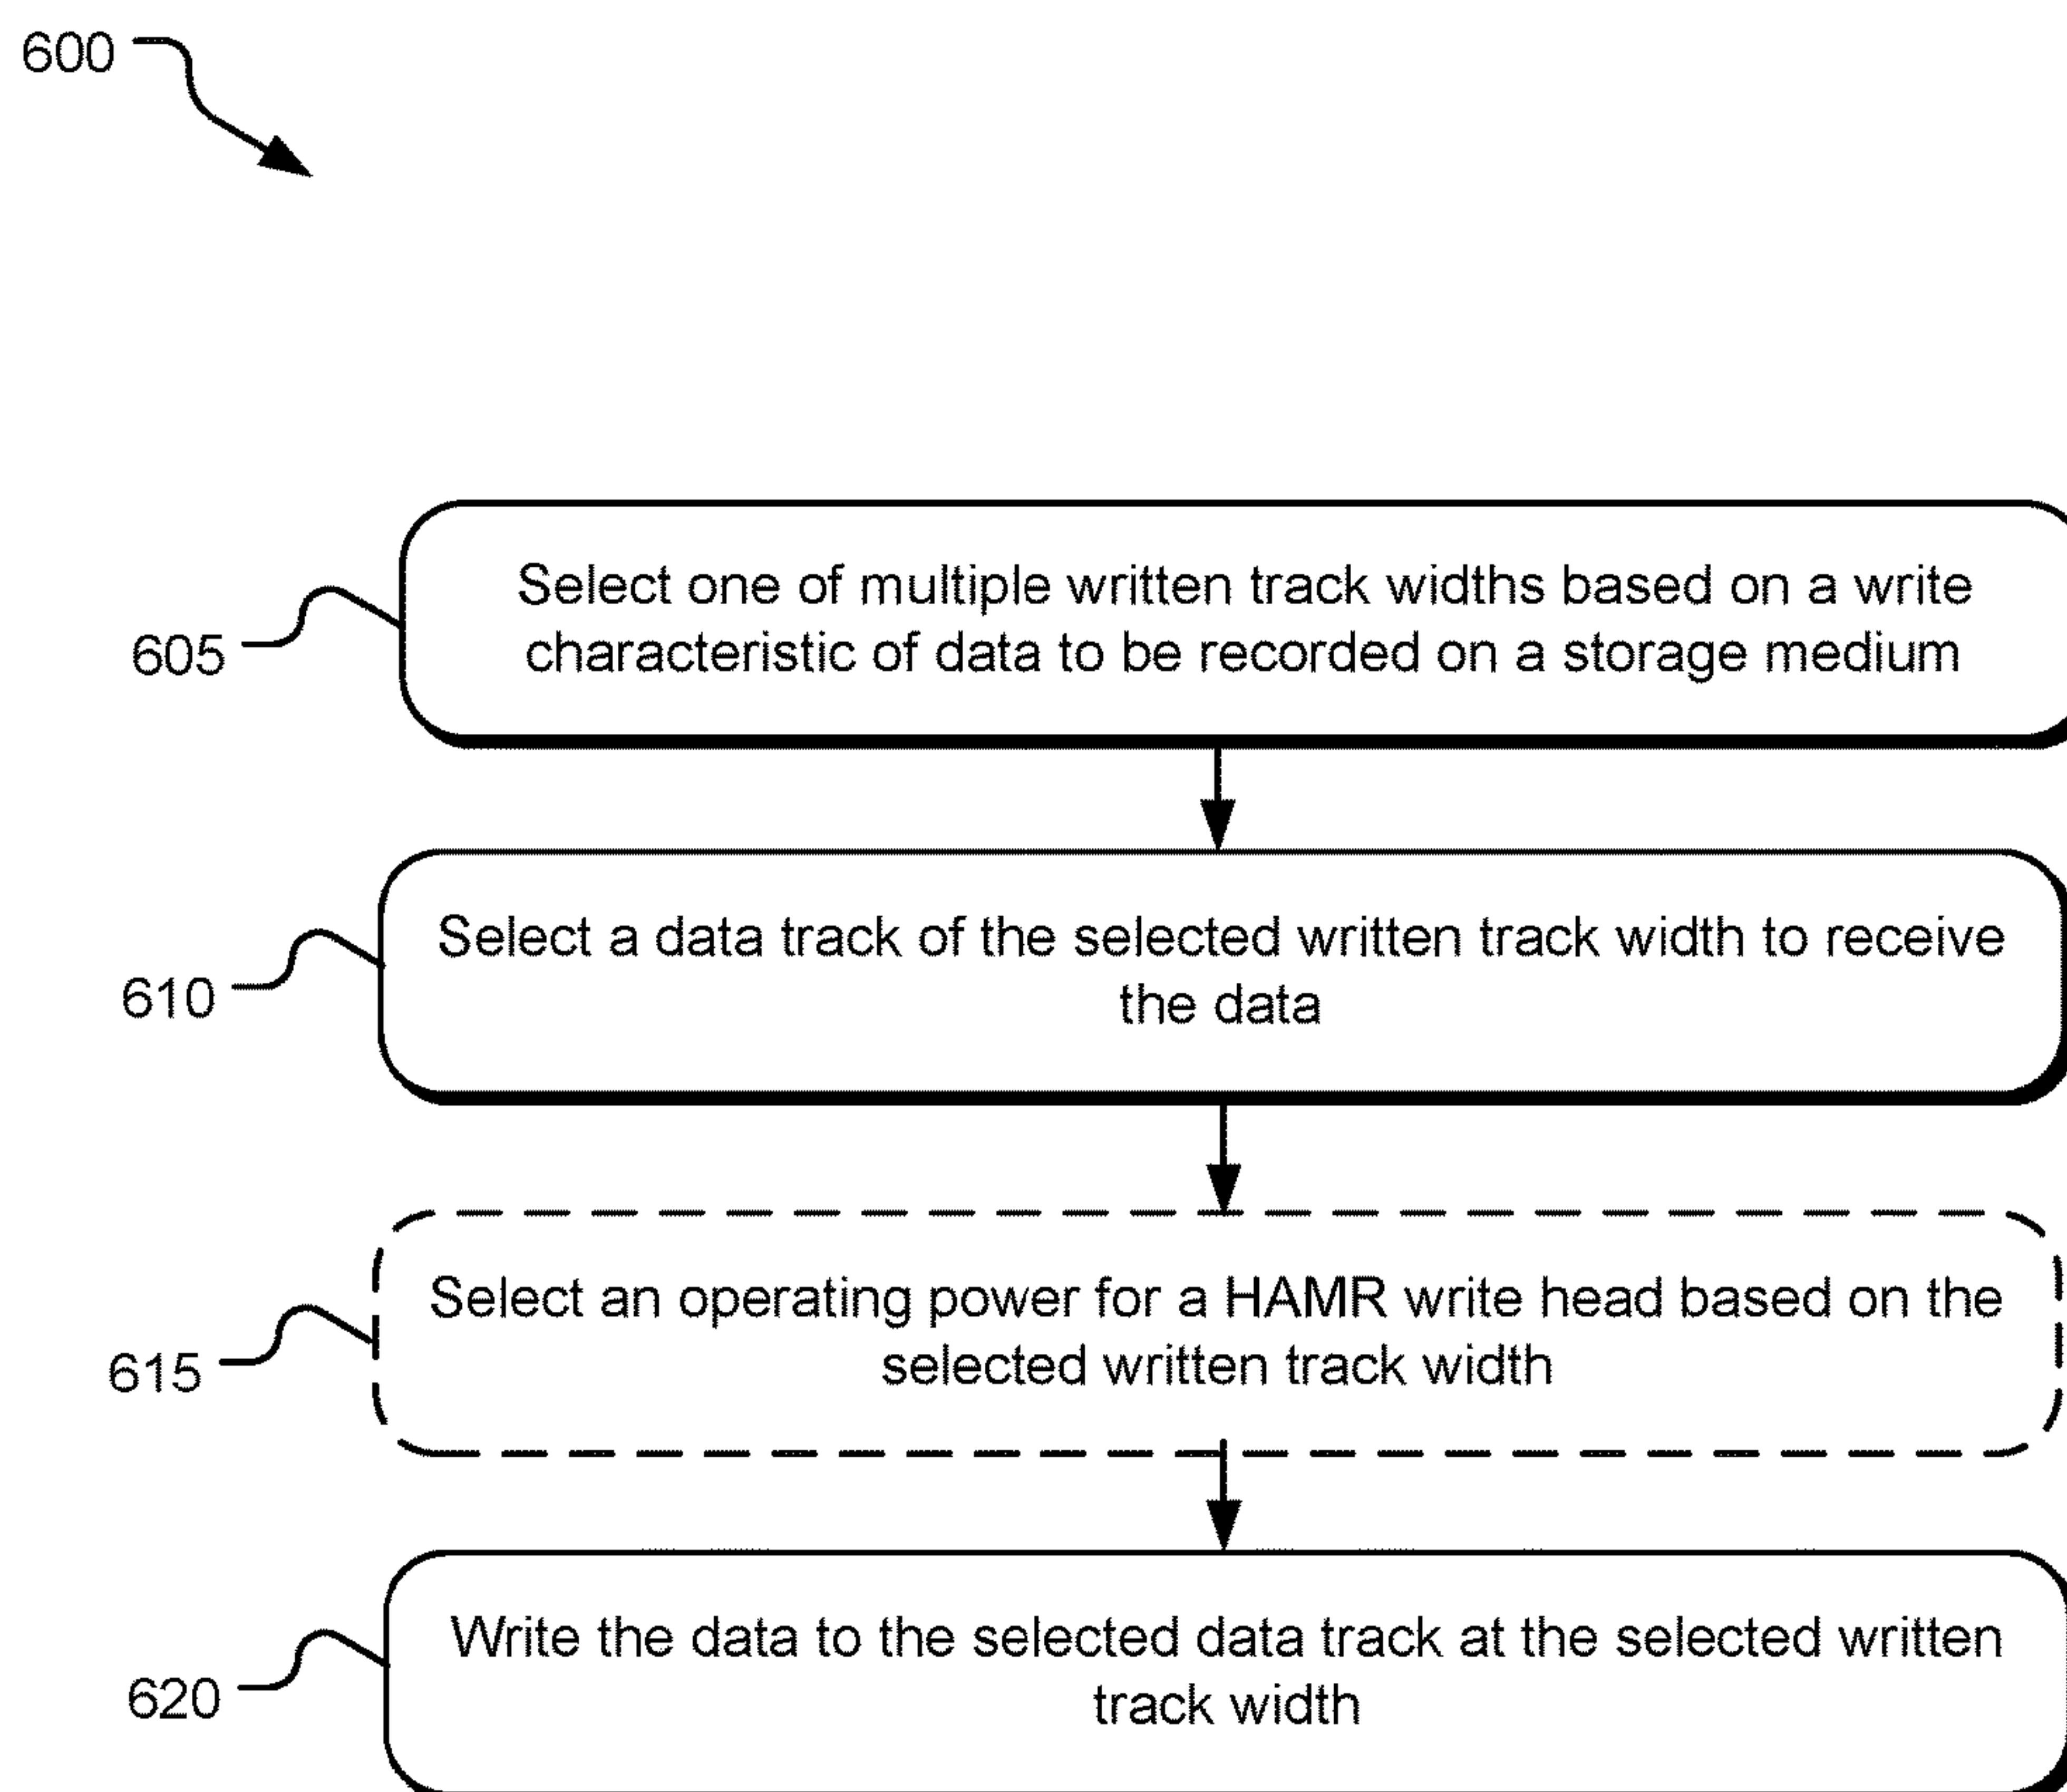 600
Select one of multiple written track widths based on a write
characteristic of data to be recorded on a storage medium
605
Select a data track of the selected written track width to receive
the data
610
Select an operating power for a HAMR write head based on the
selected written track width
615
Write the data to the selected data track at the selected written
track width
620